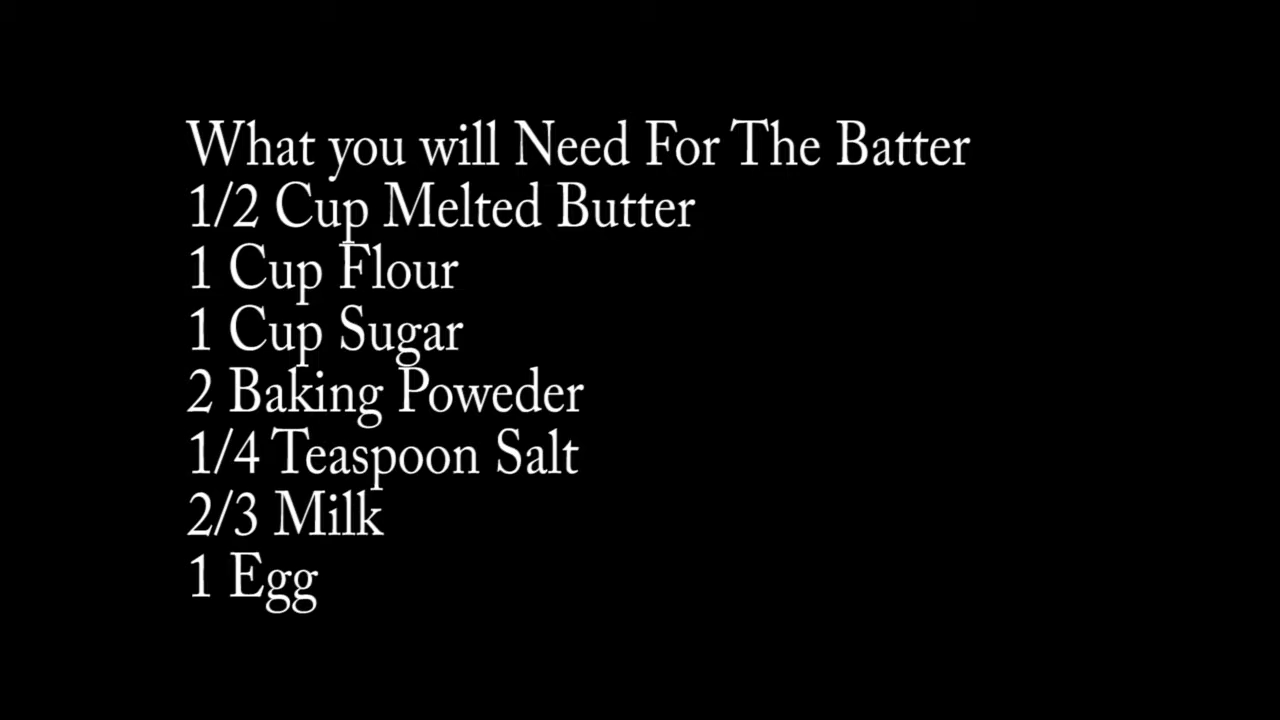 What you will Need For The Batter
1/2 Cup Melted Butter
1 Cup Flour
1 Cup Sugar
2 Baking Poweder
1/4 Teaspoon Salt
2/3 Milk
1 Egg